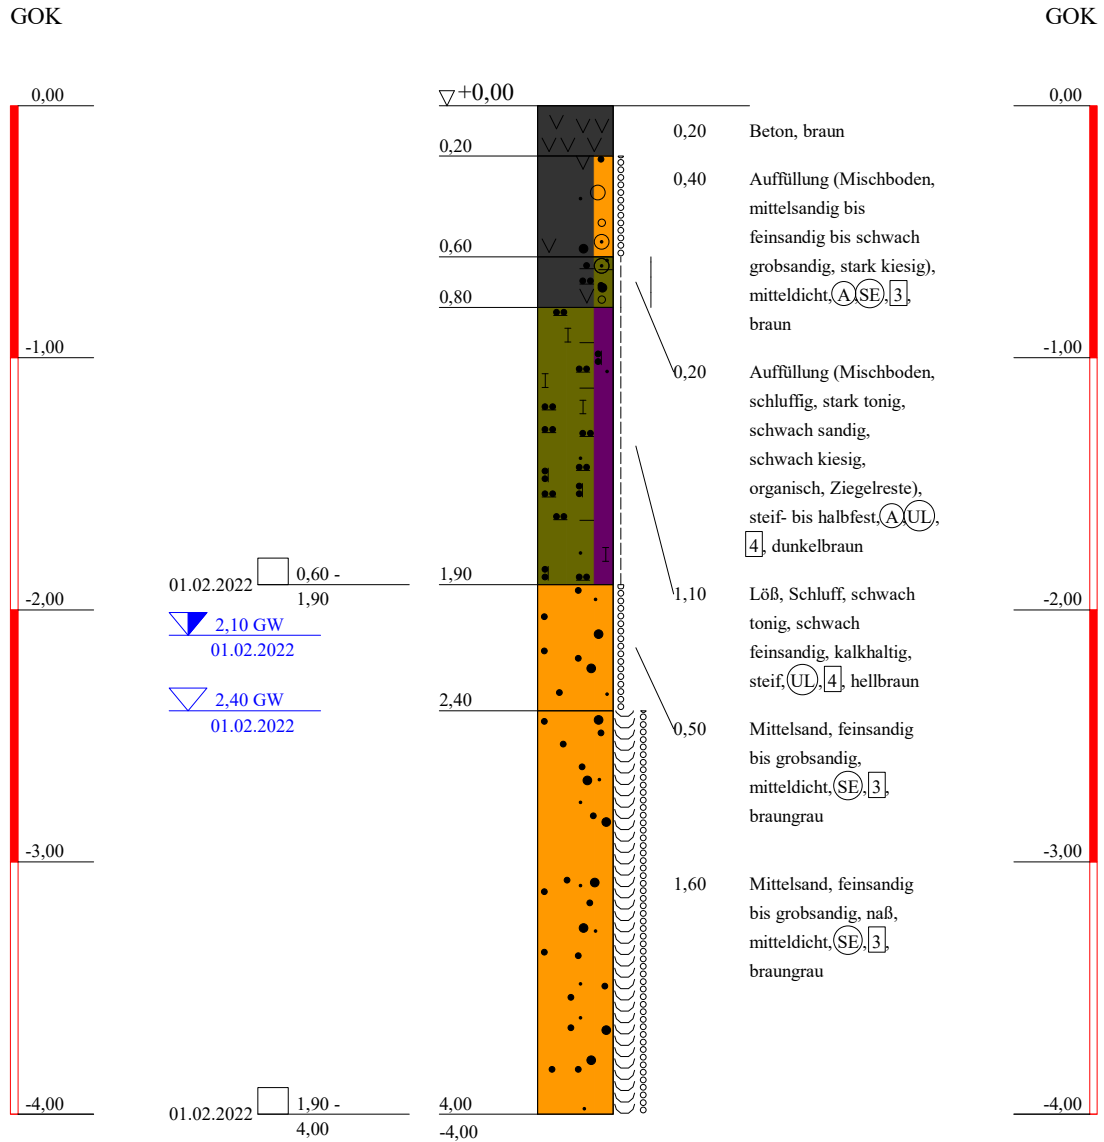 GOK
GOK
0,00
+0,00
0,00
0,20
0,20
Beton, braun
0,40
Auffüllung (Mischboden,
mittelsandig bis
feinsandig bis schwach
grobsandig, stark kiesig),
mitteldicht, A, SE, 3,
braun
0,60
0,80
-1,00
-1,00
0,20
Auffüllung (Mischboden,
schluffig, stark tonig,
schwach sandig,
schwach kiesig,
organisch, Ziegelreste),
steif- bis halbfest, A, UL,
4, dunkelbraun
01.02.2022
0,60 -
1,90
1,90
1,10
Löß, Schluff, schwach
tonig, schwach
feinsandig, kalkhaltig,
steif, UL, 4, hellbraun
-2,00
-2,00
2,10 GW
01.02.2022
2,40 GW
01.02.2022
2,40
0,50
Mittelsand, feinsandig
bis grobsandig,
mitteldicht, SE, 3,
braungrau
-3,00
-3,00
1,60
Mittelsand, feinsandig
bis grobsandig, naß,
mitteldicht, SE, 3,
braungrau
-4,00
01.02.2022
1,90 -
4,00
4,00
-4,00
-4,00